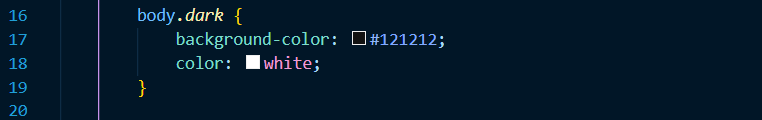 16 body.dark {
17 background-color: #121212;
18 color: white;
19 }
20